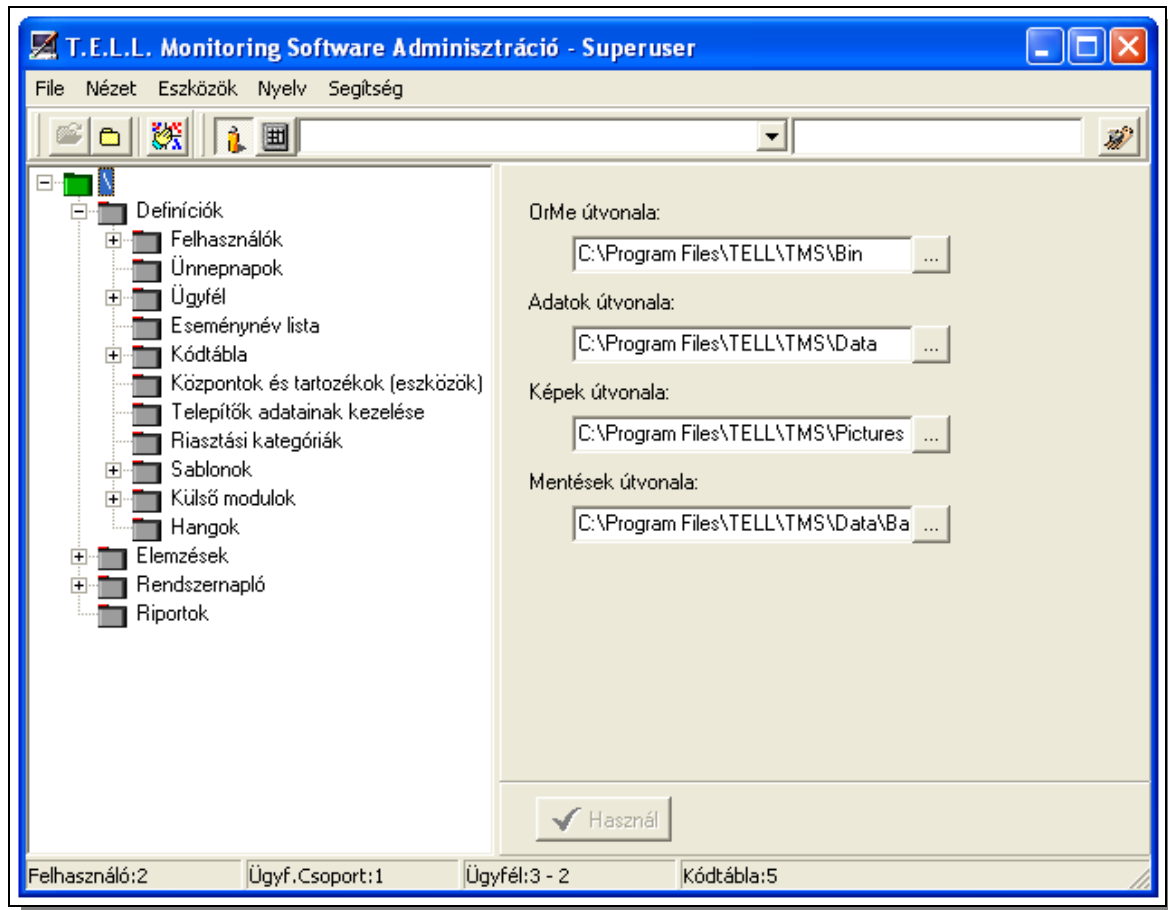 T.E.L.L. Monitoring Software Adminisztráció - Superuser
File Nézet Eszközök Nyelv Segítség
\
Definíciók
Felhasználók
Ünnepnapok
Ügyfél
Eseménynév lista
Kódtábla
Központok és tartozékok (eszközök)
Telepítők adatainak kezelése
Riasztási kategóriák
Sablonok
Külső modulok
Hangok
Elemzések
Rendszernapló
Riportok
OrMe útvonala:
C:\Program Files\TELL\TMS\Bin ...
Adatok útvonala:
C:\Program Files\TELL\TMS\Data ...
Képek útvonala:
C:\Program Files\TELL\TMS\Pictures ...
Mentések útvonala:
C:\Program Files\TELL\TMS\Data\Ba ...
Használ
Felhasználó:2 Ügyf.Csoport:1 Ügyfél:3 - 2 Kódtábla:5